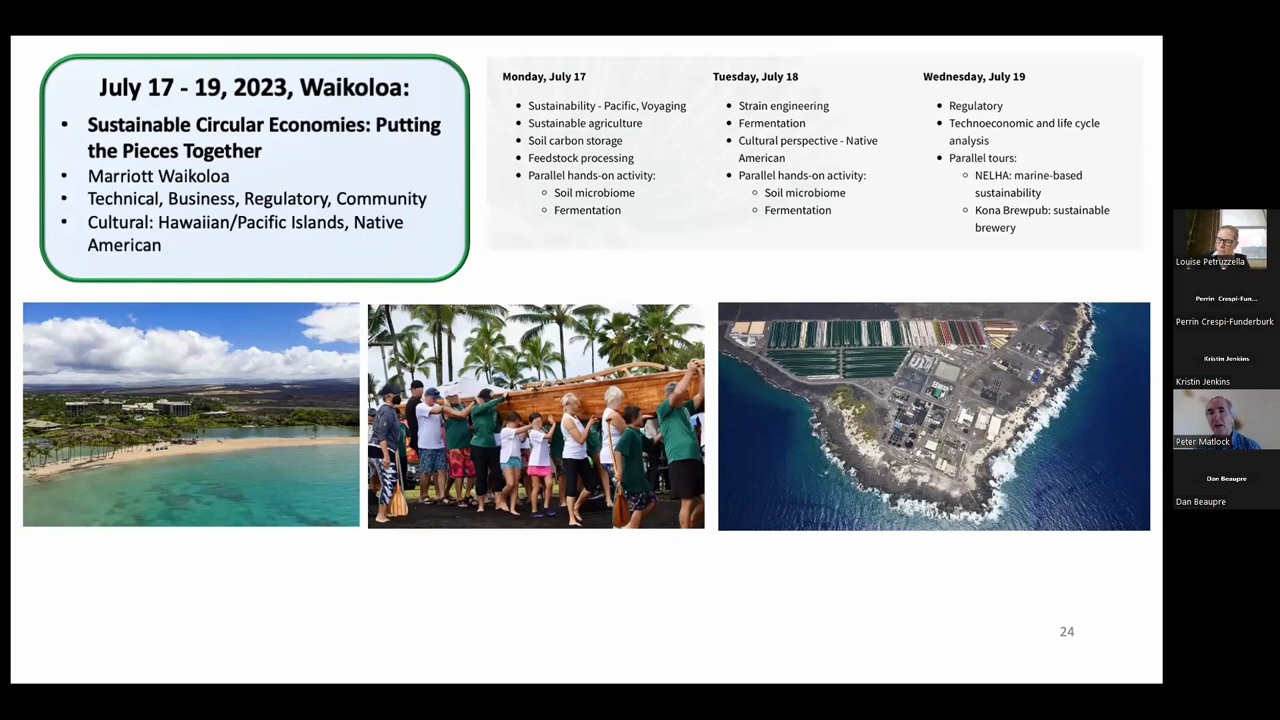 July 17 - 19, 2023, Waikoloa:
• Sustainable Circular Economies: Putting
the Pieces Together
• Marriott Waikoloa
• Technical, Business, Regulatory, Community
• Cultural: Hawaiian/Pacific Islands, Native
American
Monday, July 17
• Sustainability - Pacific, Voyaging
• Sustainable agriculture
• Soil carbon storage
• Feedstock processing
• Parallel hands-on activity:
○ Soil microbiome
○ Fermentation
Tuesday, July 18
• Strain engineering
• Fermentation
• Cultural perspective - Native
American
• Parallel hands-on activity:
○ Soil microbiome
○ Fermentation
Wednesday, July 19
• Regulatory
• Technoeconomic and life cycle
analysis
• Parallel tours:
○ NELHA: marine-based
sustainability
○ Kona Brewpub: sustainable
brewery
24
Louise Petruzzella
Perrin Crespi-Fun...
Perrin Crespi-Funderburk
Kristin Jenkins
Kristin Jenkins
Peter Matlock
Dan Beaupre
Dan Beaupre